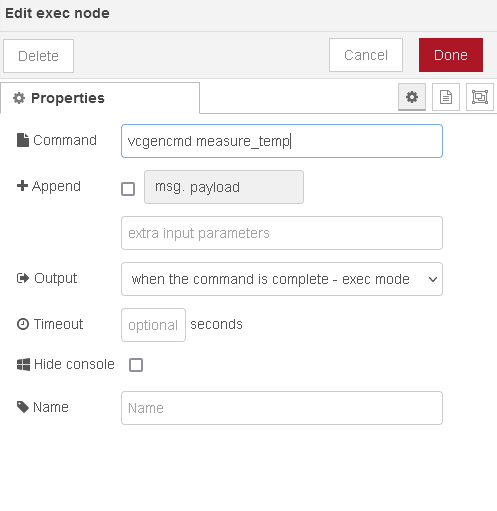 Edit exec node
Delete
Cancel
Done
Properties
Command
vcgencmd measure_temp
Append
msg. payload
extra input parameters
Output
when the command is complete - exec mode
Timeout
optional
seconds
Hide console
Name
Name